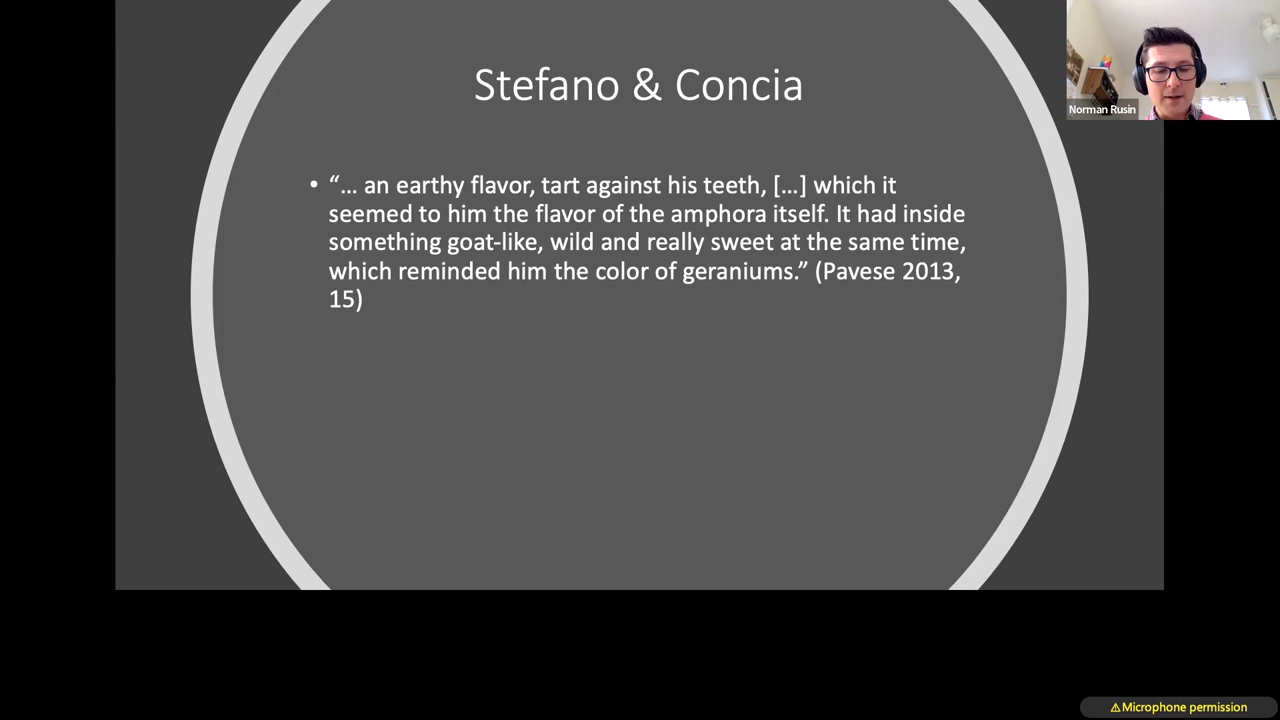 Stefano & Concia
• “... an earthy flavor, tart against his teeth, [...] which it
seemed to him the flavor of the amphora itself. It had inside
something goat-like, wild and really sweet at the same time,
which reminded him the color of geraniums.” (Pavese 2013,
15)
Norman Rusin
⚠Microphone permission